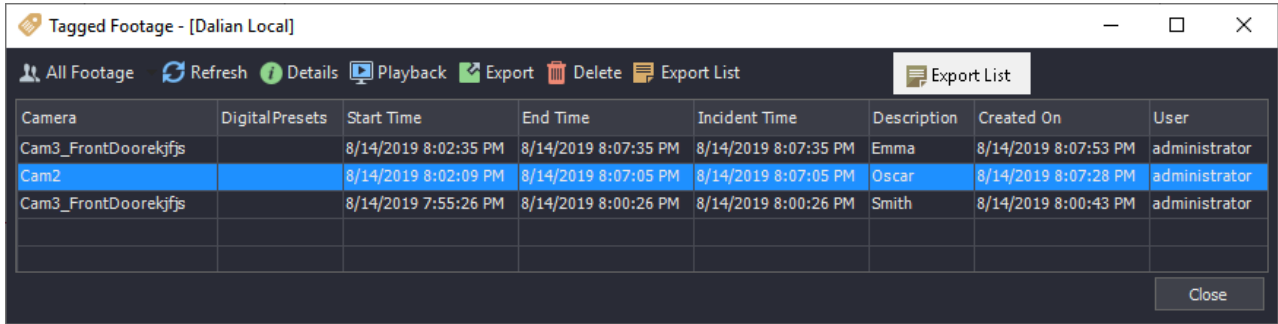 Tagged Footage - [Dalian Local]
All Footage Refresh Details Playback Export Delete Export List Export List
Camera DigitalPresets Start Time End Time Incident Time Description Created On User
Cam3_FrontDoorekjfjs 8/14/2019 8:02:35 PM 8/14/2019 8:07:35 PM 8/14/2019 8:07:35 PM Emma 8/14/2019 8:07:53 PM administrator
Cam2 8/14/2019 8:02:09 PM 8/14/2019 8:07:05 PM 8/14/2019 8:07:05 PM Oscar 8/14/2019 8:07:28 PM administrator
Cam3_FrontDoorekjfjs 8/14/2019 7:55:26 PM 8/14/2019 8:00:26 PM 8/14/2019 8:00:26 PM Smith 8/14/2019 8:00:43 PM administrator
Close